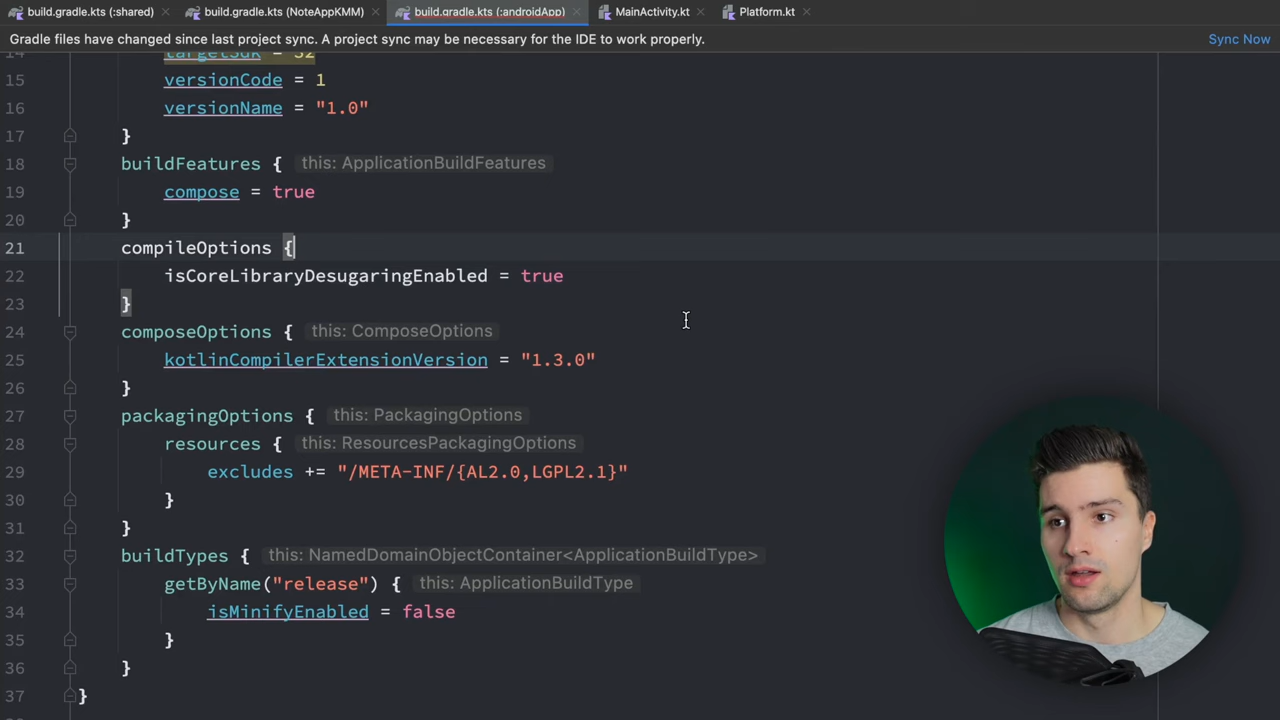 build.gradle.kts (:shared) build.gradle.kts (NoteAppKMM) build.gradle.kts (:androidApp) MainActivity.kt Platform.kt
Gradle files have changed since last project sync. A project sync may be necessary for the IDE to work properly. Sync Now
14 targetSdk = 32
15 versionCode = 1
16 versionName = "1.0"
17 }
18 buildFeatures { this: ApplicationBuildFeatures
19 compose = true
20 }
21 compileOptions {
22 isCoreLibraryDesugaringEnabled = true
23 }
24 composeOptions { this: ComposeOptions
25 kotlinCompilerExtensionVersion = "1.3.0"
26 }
27 packagingOptions { this: PackagingOptions
28 resources { this: ResourcesPackagingOptions
29 excludes += "/META-INF/{AL2.0,LGPL2.1}"
30 }
31 }
32 buildTypes { this: NamedDomainObjectContainer<ApplicationBuildType>
33 getByName("release") { this: ApplicationBuildType
34 isMinifyEnabled = false
35 }
36 }
37 }